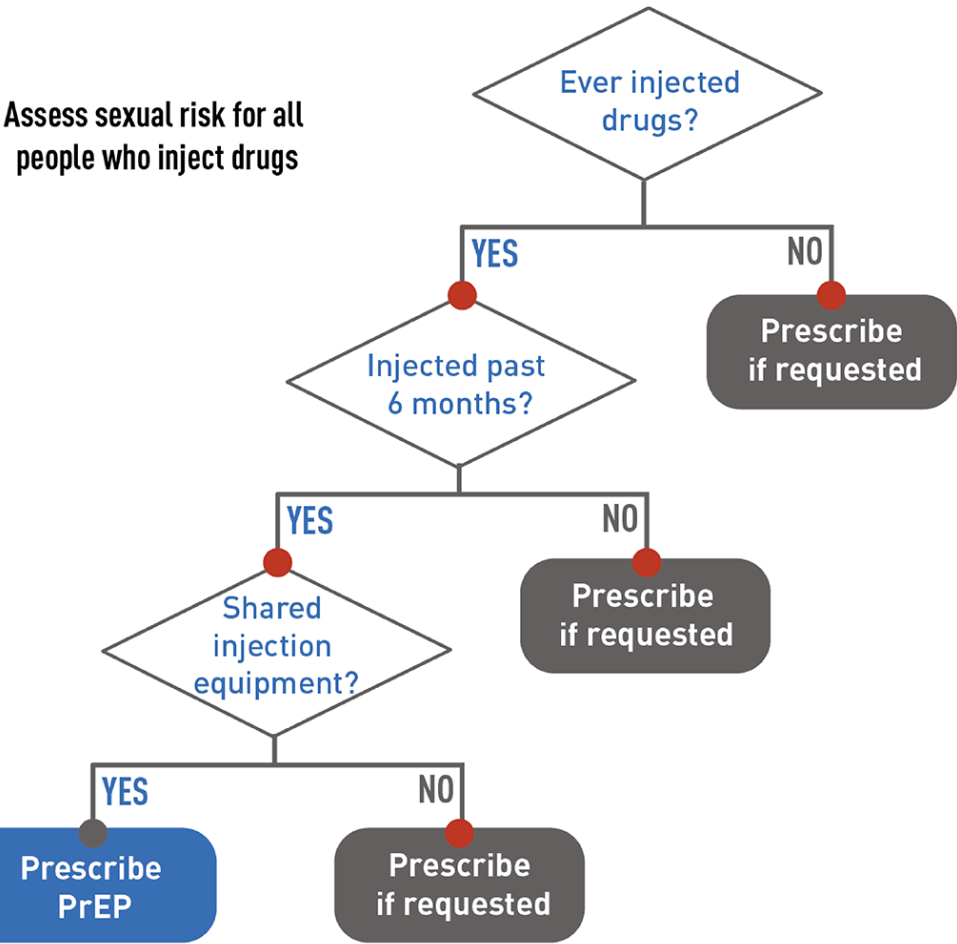 Assess sexual risk for all
people who inject drugs
Ever injected
drugs?
YES
NO
Prescribe
if requested
Injected past
6 months?
YES
NO
Prescribe
if requested
Shared
injection
equipment?
YES
NO
Prescribe
PrEP
Prescribe
if requested